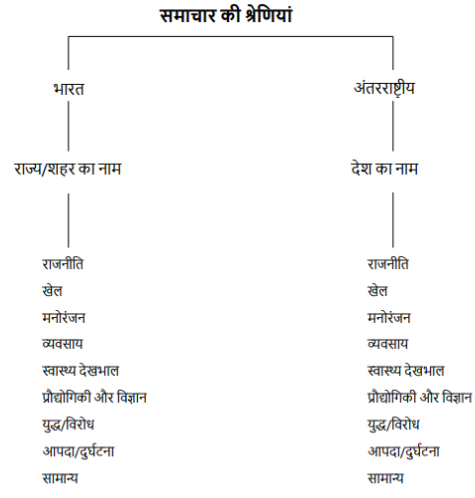 समाचार की श्रेणियां
भारत
अंतरराष्ट्रीय
राज्य/शहर का नाम
देश का नाम
राजनीति
खेल
मनोरंजन
व्यवसाय
स्वास्थ्य देखभाल
प्रौद्योगिकी और विज्ञान
युद्ध/विरोध
आपदा/दुर्घटना
सामान्य
राजनीति
खेल
मनोरंजन
व्यवसाय
स्वास्थ्य देखभाल
प्रौद्योगिकी और विज्ञान
युद्ध/विरोध
आपदा/दुर्घटना
सामान्य